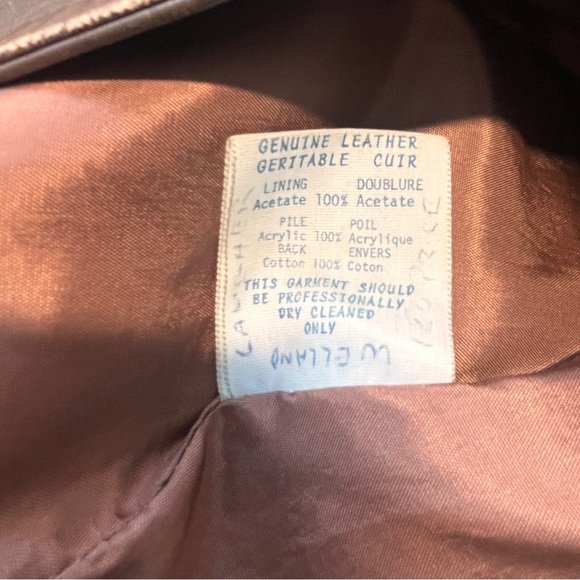 GENUINE LEATHER
GERITABLE CUIR
LINING DOUBLURE
Acetate 100% Acetate
PILE POIL
Acrylic 100% Acrylique
BACK ENVERS
Cotton 100% Coton
THIS GARMENT SHOULD
BE PROFESSIONALLY
DRY CLEANED
ONLY
WELLAND